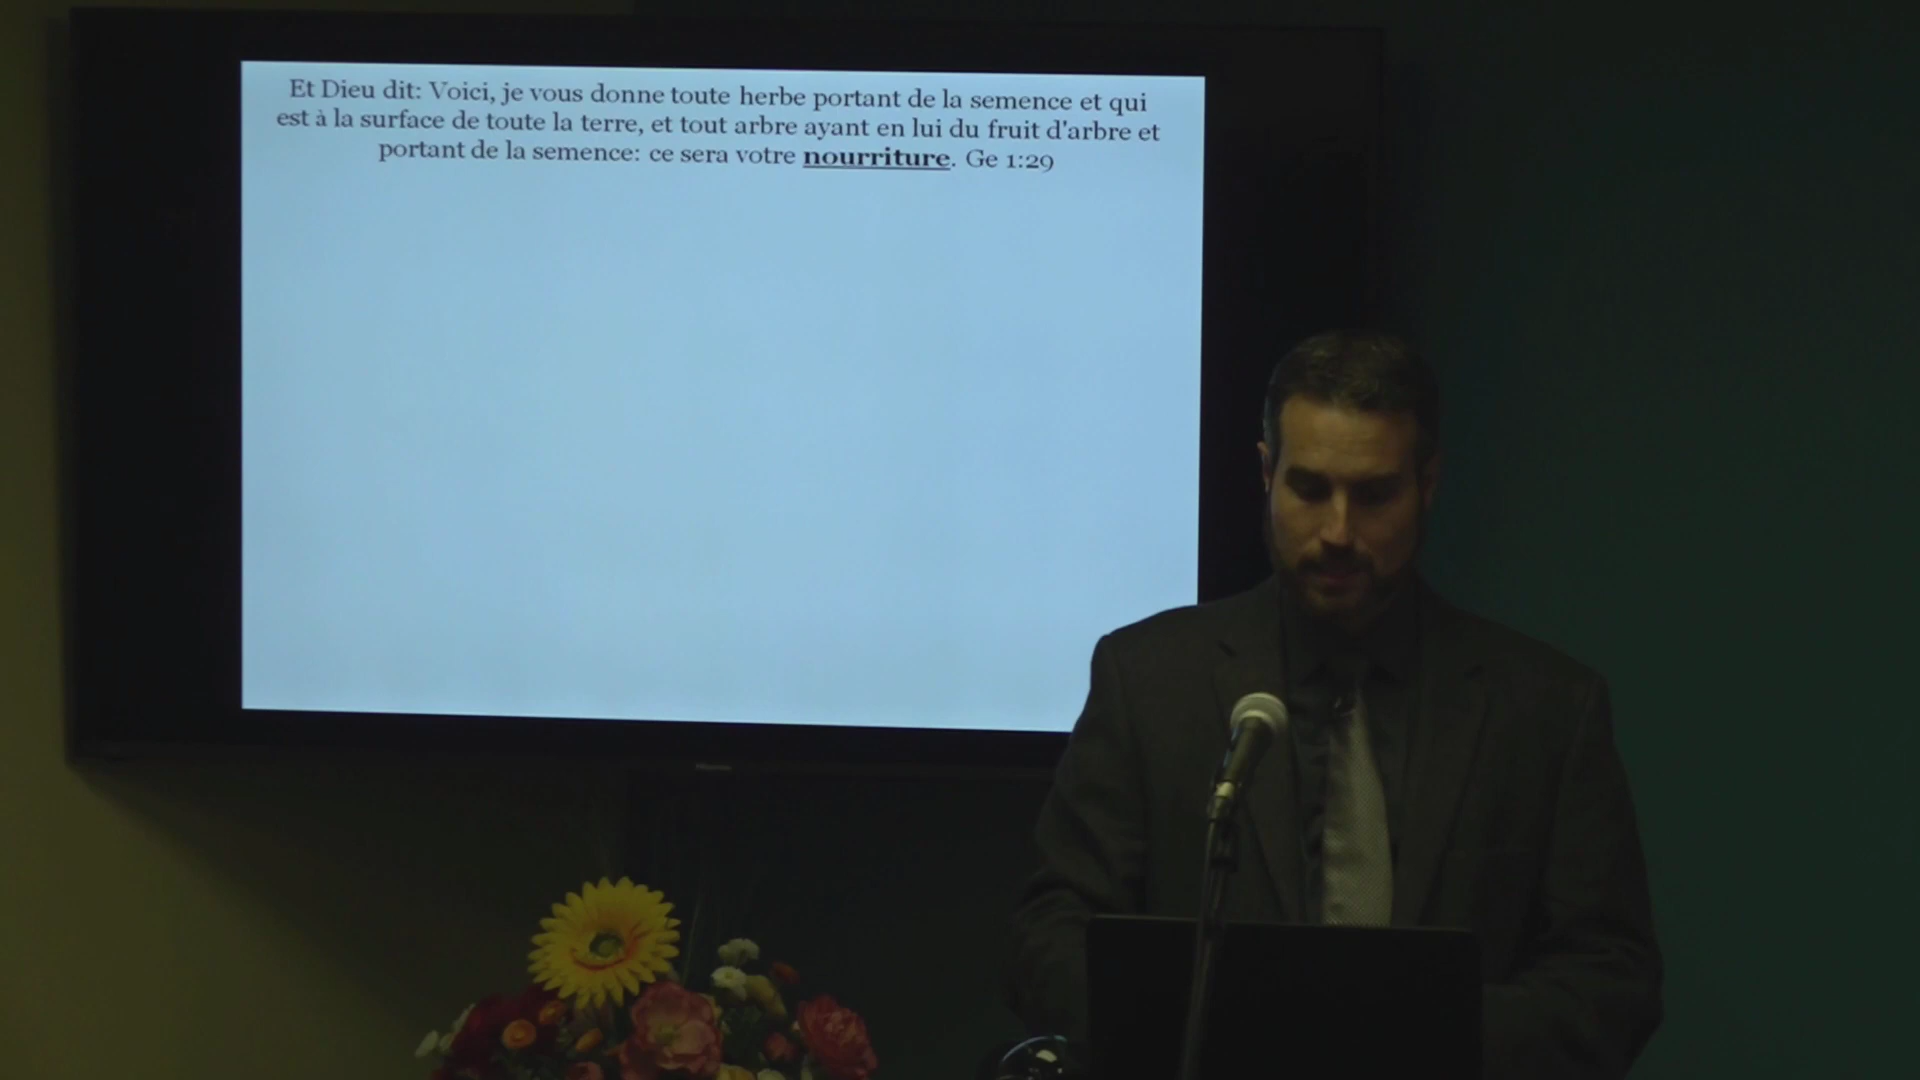 Et Dieu dit: Voici, je vous donne toute herbe portant de la semence et qui
est à la surface de toute la terre, et tout arbre ayant en lui du fruit d'arbre et
portant de la semence: ce sera votre nourriture. Ge 1:29